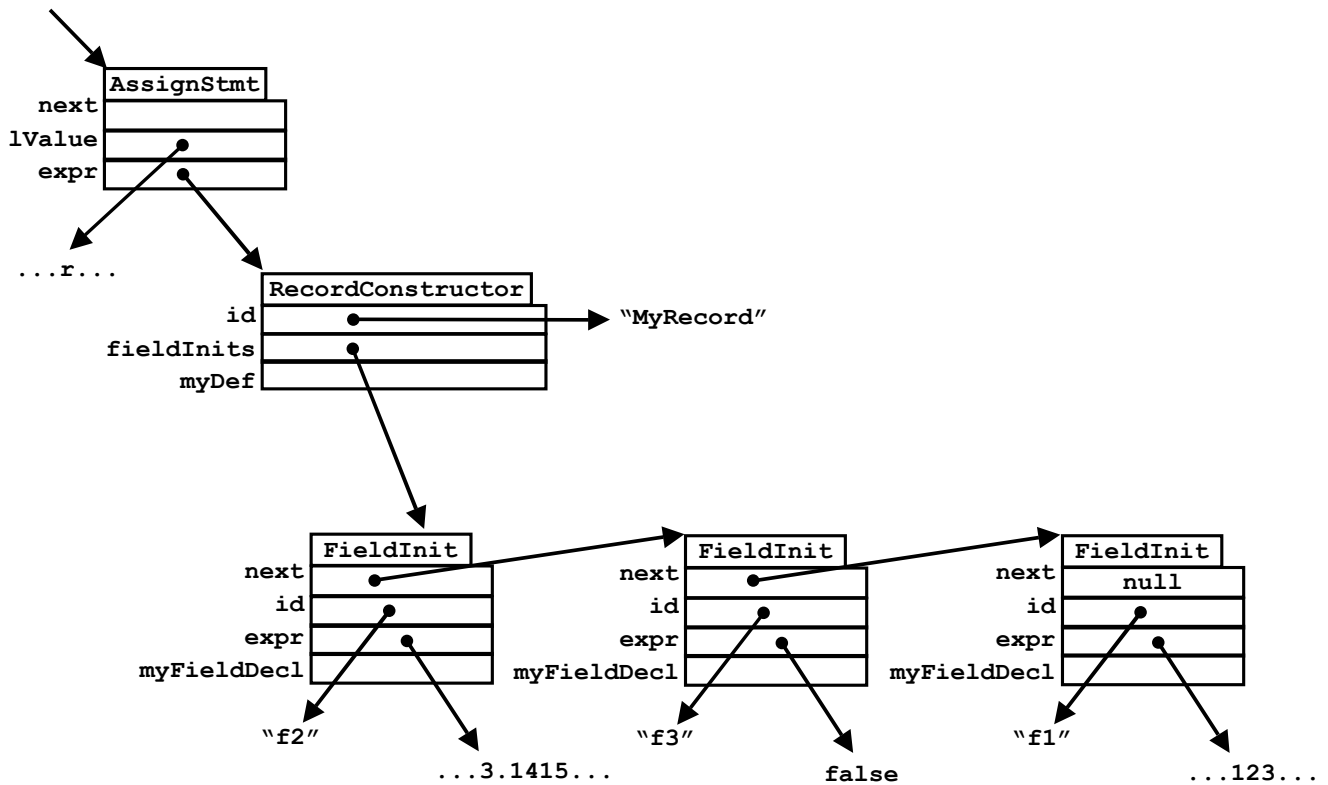 AssignStmt
next
lValue
expr
...r...
RecordConstructor
id
“MyRecord”
fieldInits
myDef
FieldInit
next
id
expr
myFieldDecl
“f2”
...3.1415...
FieldInit
next
id
expr
myFieldDecl
“f3”
false
FieldInit
next
null
id
expr
myFieldDecl
“f1”
...123...